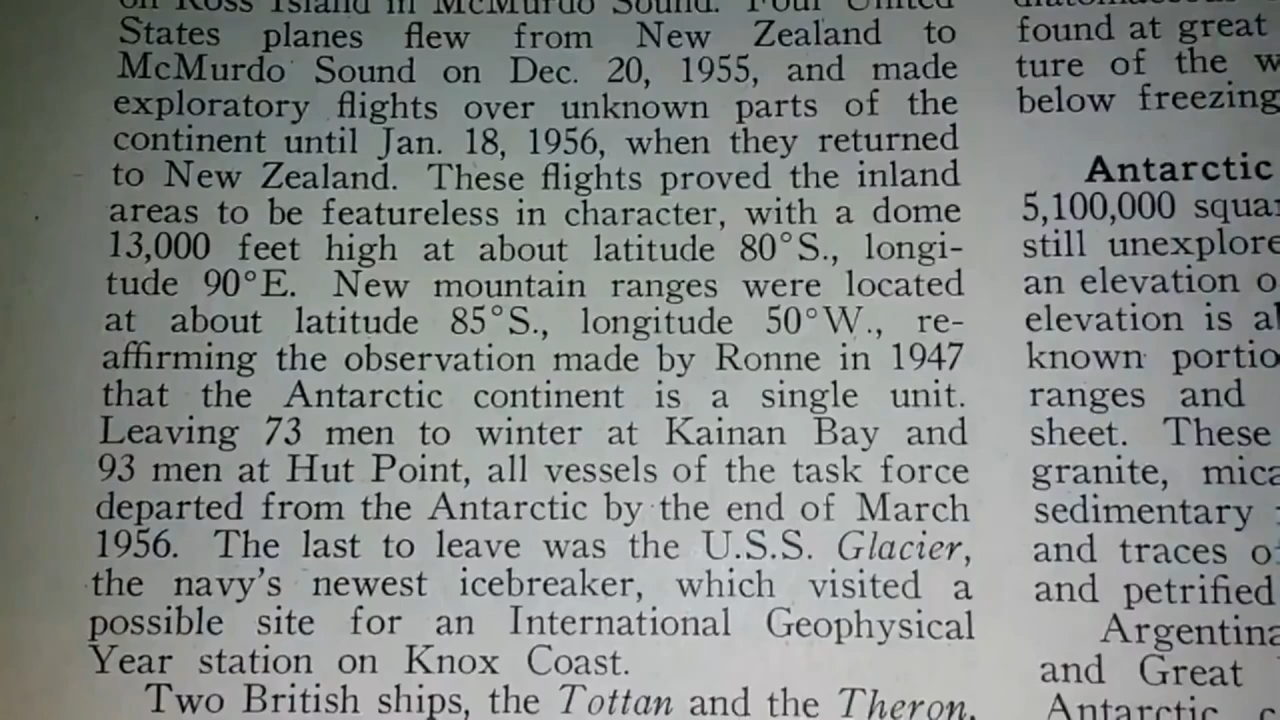 on Ross Island in McMurdo Sound. Four United
States planes flew from New Zealand to
McMurdo Sound on Dec. 20, 1955, and made
exploratory flights over unknown parts of the
continent until Jan. 18, 1956, when they returned
to New Zealand. These flights proved the inland
areas to be featureless in character, with a dome
13,000 feet high at about latitude 80°S., longi-
tude 90°E. New mountain ranges were located
at about latitude 85°S., longitude 50°W., re-
affirming the observation made by Ronne in 1947
that the Antarctic continent is a single unit.
Leaving 73 men to winter at Kainan Bay and
93 men at Hut Point, all vessels of the task force
departed from the Antarctic by the end of March
1956. The last to leave was the U.S.S. Glacier,
the navy's newest icebreaker, which visited a
possible site for an International Geophysical
Year station on Knox Coast.
Two British ships, the Tottan and the Theron,
found at great
ture of the
below freezing
Antarctic
5,100,000
still
an elevation
elevation is
known
ranges and
sheet. These
granite,
sedimentary
and traces
and petrified
and Great
Antarctic